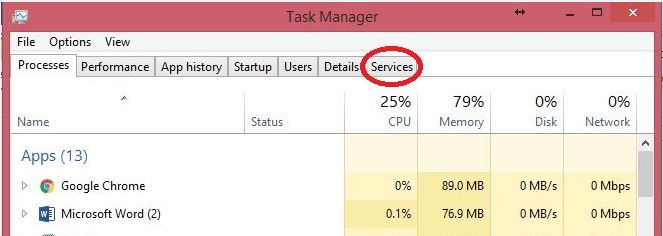 Task Manager
File Options View
Processes Performance App history Startup Users Details Services
25% 79% 0% 0%
Name Status CPU Memory Disk Network
Apps (13)
Google Chrome 0% 89.0 MB 0 MB/s 0 Mbps
Microsoft Word (2) 0.1% 76.9 MB 0 MB/s 0 Mbps